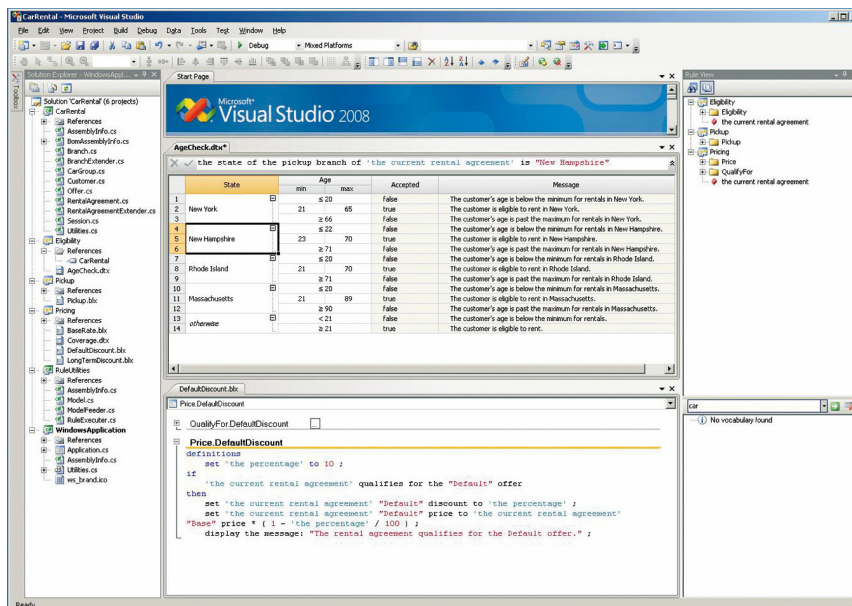 CarRental - Microsoft Visual Studio
File Edit View Project Build Debug Data Tools Test Window Help
Debug Mixed Platforms
Solution Explorer - WindowsAppl...
Start Page
Rule View
Toolbox
Solution 'CarRental' (6 projects)
CarRental
References
AssemblyInfo.cs
BomAssemblyInfo.cs
Branch.cs
BranchExtender.cs
CarGroup.cs
Customer.cs
Offer.cs
RentalAgreement.cs
RentalAgreementExtender.cs
Session.cs
Utilities.cs
Eligibility
References
CarRental
AgeCheck.dtx
Pickup
References
Pickup.blx
Pricing
References
BaseRate.blx
Coverage.dtx
DefaultDiscount.blx
LongTermDiscount.blx
RuleUtilities
References
AssemblyInfo.cs
Model.cs
ModelFeeder.cs
RuleExecuter.cs
WindowsApplication
References
Application.cs
AssemblyInfo.cs
Utilities.cs
ws_brand.ico
Microsoft
Visual Studio 2008
AgeCheck.dtx*
the state of the pickup branch of 'the current rental agreement' is "New Hampshire"
State Age Accepted Message
min max
1 ≤ 20 false The customer's age is below the minimum for rentals in New York.
2 New York 21 65 true The customer is eligible to rent in New York.
3 ≥ 66 false The customer's age is past the maximum for rentals in New York.
4 ≤ 22 false The customer's age is below the minimum for rentals in New Hampshire.
5 New Hampshire 23 70 true The customer is eligible to rent in New Hampshire.
6 ≥ 71 false The customer's age is past the maximum for rentals in New Hampshire.
7 ≤ 20 false The customer's age is below the minimum for rentals in Rhode Island.
8 Rhode Island 21 70 true The customer is eligible to rent in Rhode Island.
9 ≥ 71 false The customer's age is past the maximum for rentals in Rhode Island.
10 ≤ 20 false The customer's age is below the minimum for rentals in Massachusetts.
11 Massachusetts 21 89 true The customer is eligible to rent in Massachusetts.
12 ≥ 90 false The customer's age is past the maximum for rentals in Massachusetts.
13 otherwise < 21 false The customer's age is below the minimum for rentals.
14 ≥ 21 true The customer is eligible to rent.
DefaultDiscount.blx
Price.DefaultDiscount
QualifyFor.DefaultDiscount
Price.DefaultDiscount
definitions
set 'the percentage' to 10 ;
if
'the current rental agreement' qualifies for the "Default" offer
then
set 'the current rental agreement' "Default" discount to 'the percentage' ;
set 'the current rental agreement' "Default" price to 'the current rental agreement'
"Base" price * ( 1 - 'the percentage' / 100 ) ;
display the message: "The rental agreement qualifies for the Default offer." ;
Eligibility
Eligibility
the current rental agreement
Pickup
Pickup
Pricing
Price
QualifyFor
the current rental agreement
car
No vocabulary found
Ready